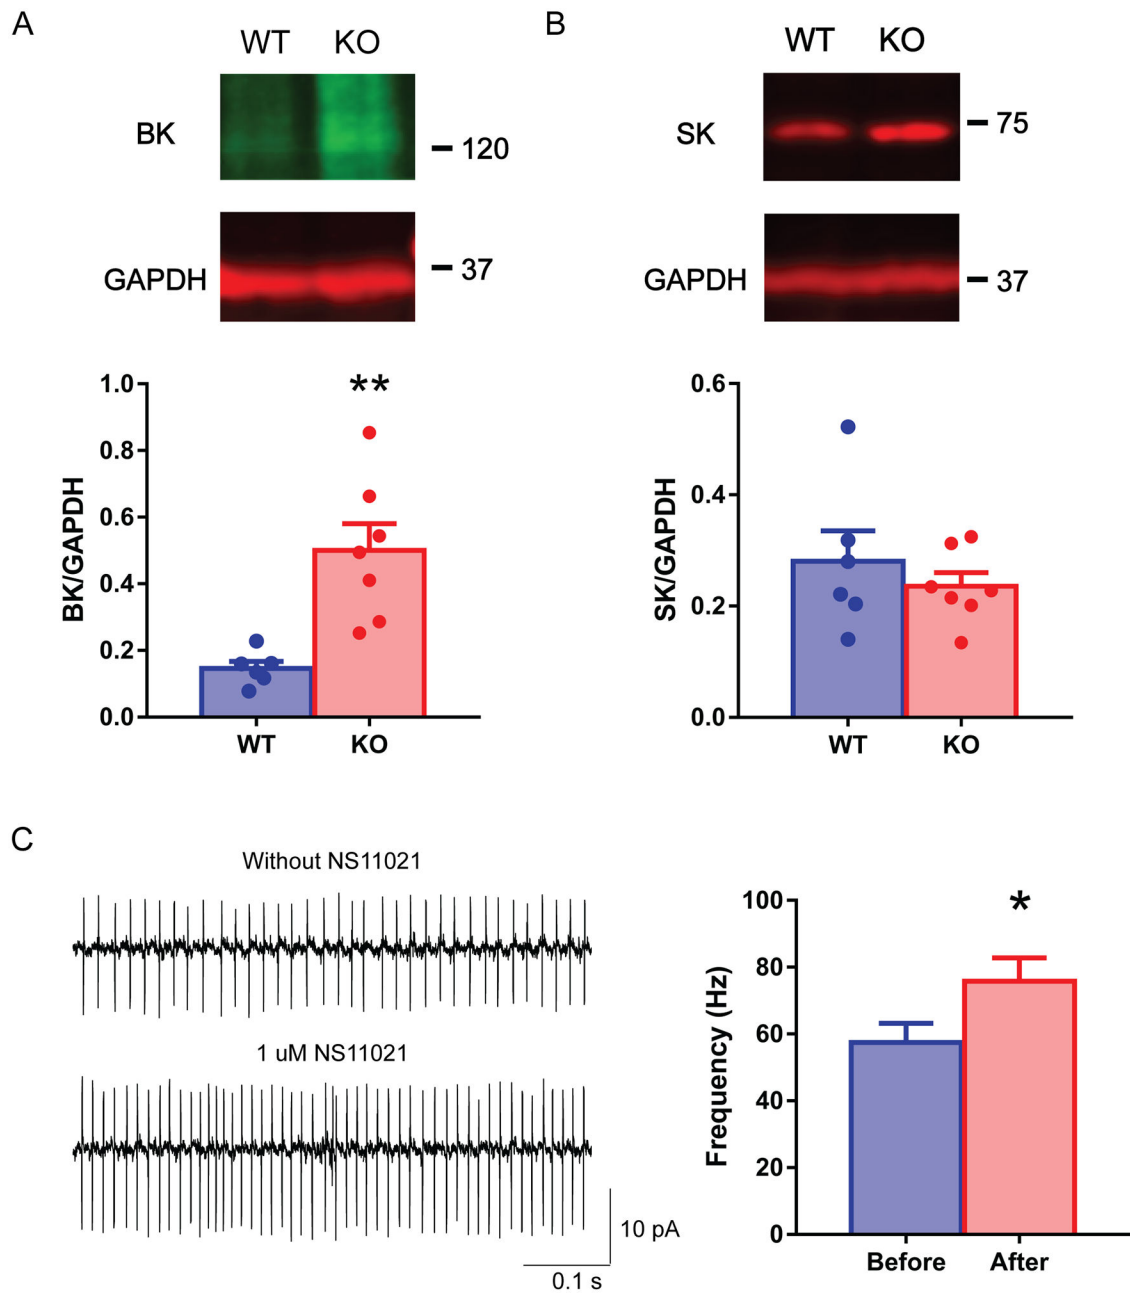 A
WT KO
BK
120
GAPDH
37
1.0
0.8
0.6
0.4
0.2
0.0
BK/GAPDH
**
WT KO
B
WT KO
SK
75
GAPDH
37
0.6
0.4
0.2
0.0
SK/GAPDH
WT KO
C
Without NS11021
1 uM NS11021
10 pA
0.1 s
100
80
60
40
20
0
Frequency (Hz)
*
Before After